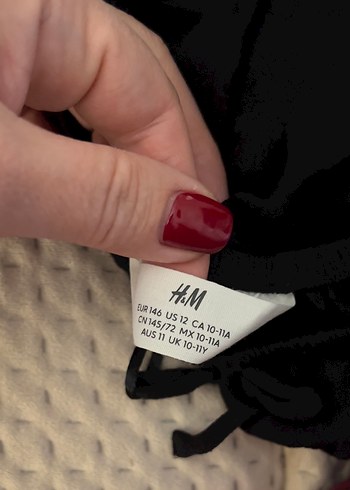 H&M
EUR 146 US 12 CA 10-11A
CN 145/72 MX 10-11A
AUS 11 UK 10-11Y